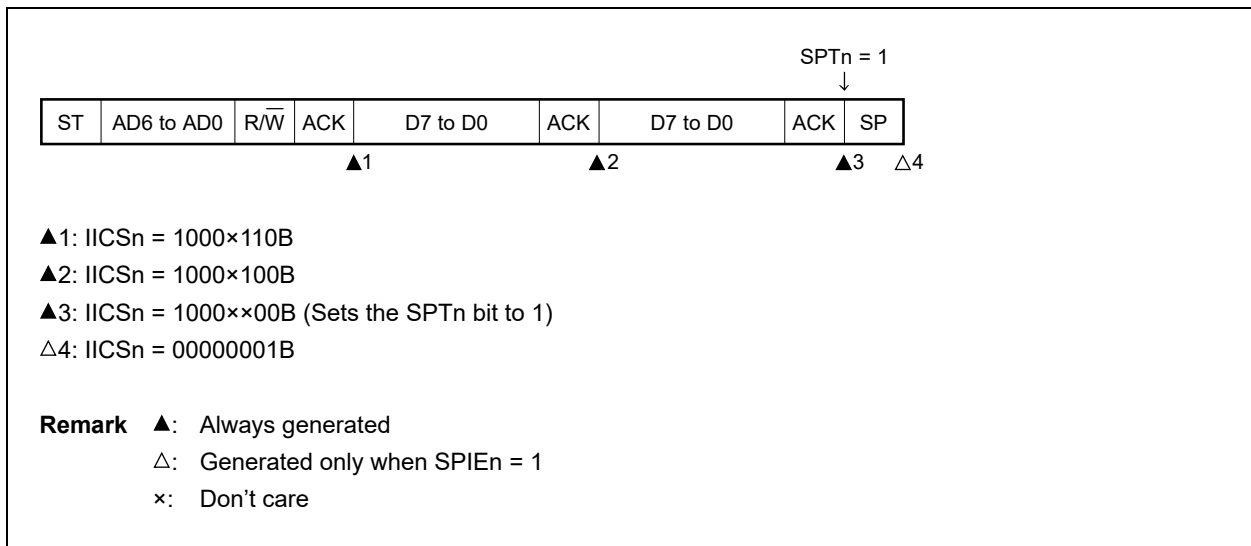 SPTn = 1
↓
ST AD6 to AD0 R/W̅ ACK D7 to D0 ACK D7 to D0 ACK SP
▲1 ▲2 ▲3 △4
▲1: IICSn = 1000×110B
▲2: IICSn = 1000×100B
▲3: IICSn = 1000××00B (Sets the SPTn bit to 1)
△4: IICSn = 00000001B
Remark ▲: Always generated
△: Generated only when SPIEn = 1
×: Don't care